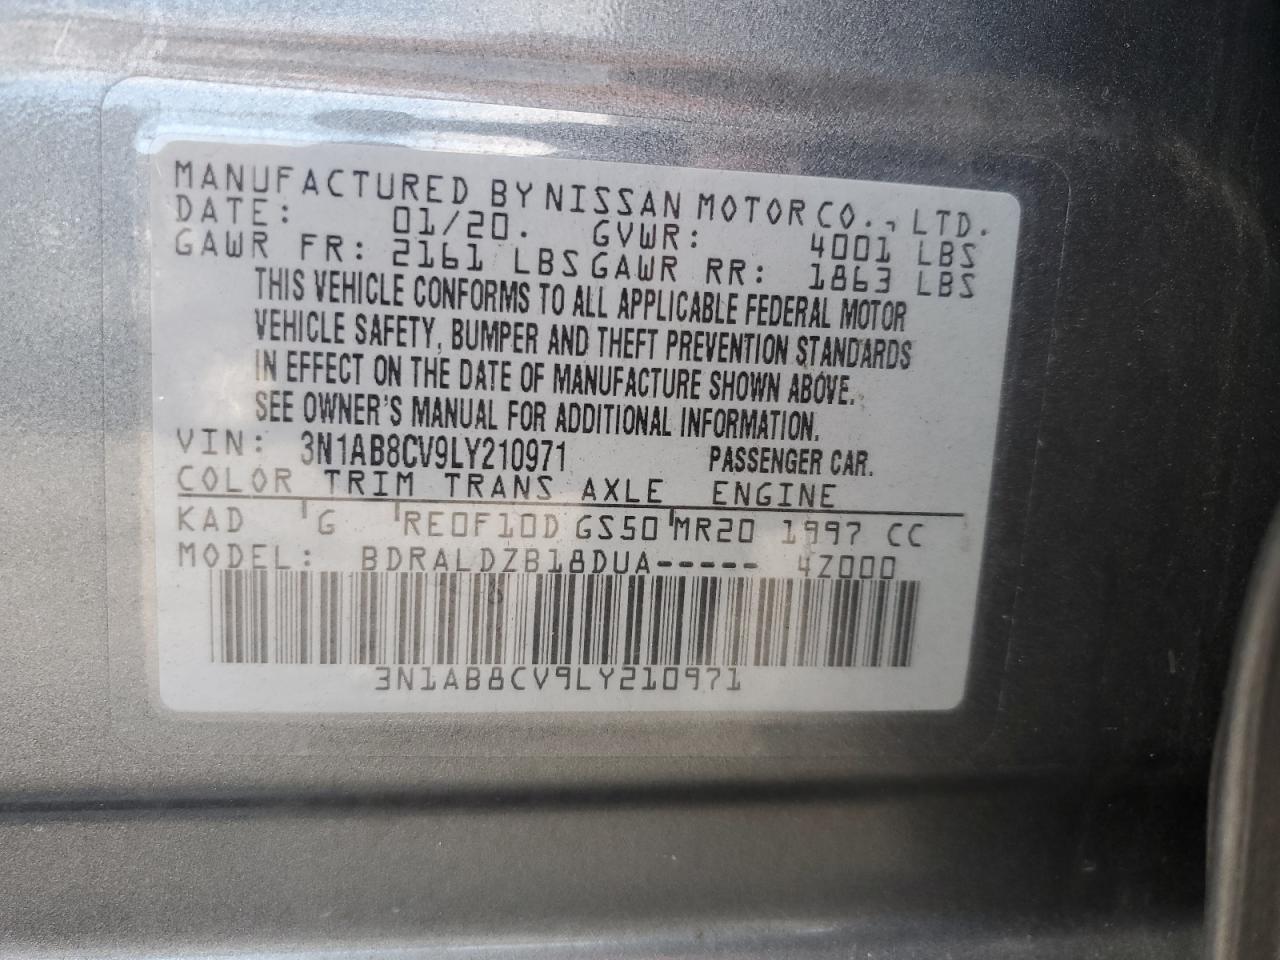 MANUFACTURED BY NISSAN MOTOR CO., LTD.
DATE: 01/20. GVWR: 4001 LBS
GAWR FR: 2161 LBS GAWR RR: 1863 LBS
THIS VEHICLE CONFORMS TO ALL APPLICABLE FEDERAL MOTOR
VEHICLE SAFETY, BUMPER AND THEFT PREVENTION STANDARDS
IN EFFECT ON THE DATE OF MANUFACTURE SHOWN ABOVE.
SEE OWNER'S MANUAL FOR ADDITIONAL INFORMATION.
VIN: 3N1AB8CV9LY210971 PASSENGER CAR.
COLOR TRIM TRANS AXLE ENGINE
KAD G RE0F10D GS50 MR20 1997 CC
MODEL: BDRALDZB18DUA----- 4Z000
3N1AB8CV9LY210971